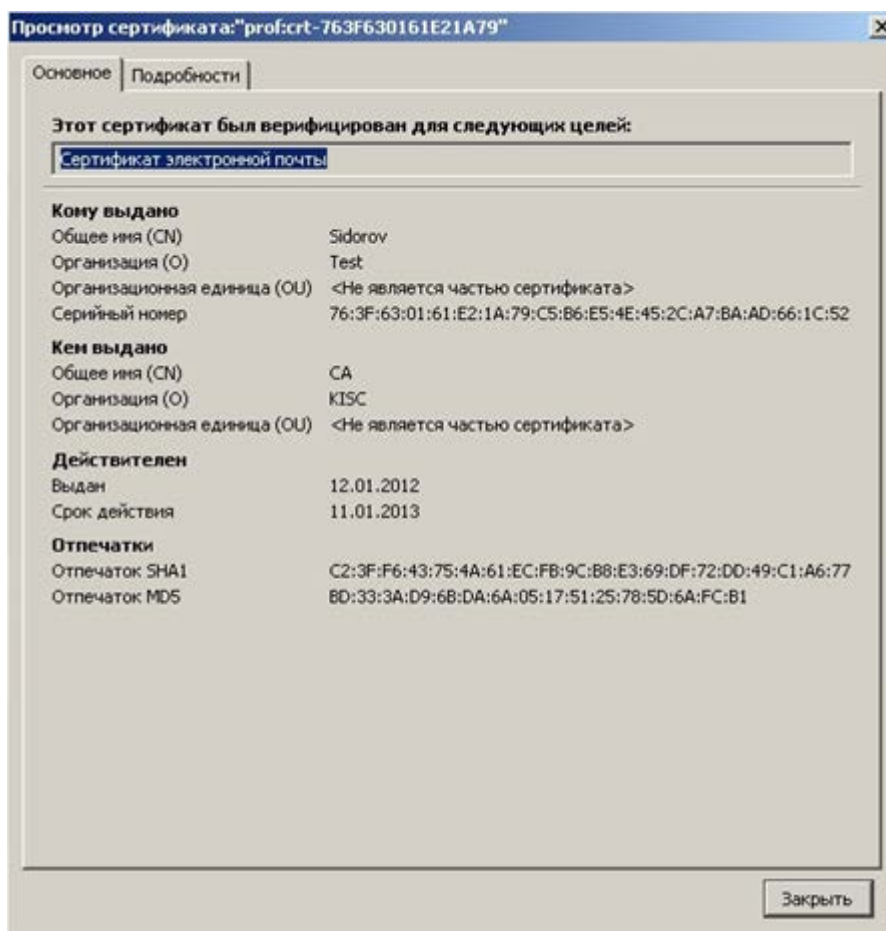 Просмотр сертификата:"prof:crt-763F630161E21A79"
Основное Подробности
Этот сертификат был верифицирован для следующих целей:
Сертификат электронной почты
Кому выдано
Общее имя (CN) Sidorov
Организация (O) Test
Организационная единица (OU) <Не является частью сертификата>
Серийный номер 76:3F:63:01:61:E2:1A:79:C5:B6:E5:4E:45:2C:A7:BA:AD:66:1C:52
Кем выдано
Общее имя (CN) CA
Организация (O) KISC
Организационная единица (OU) <Не является частью сертификата>
Действителен
Выдан 12.01.2012
Срок действия 11.01.2013
Отпечатки
Отпечаток SHA1 C2:3F:F6:43:75:4A:61:EC:FB:9C:B8:E3:69:DF:72:DD:49:C1:A6:77
Отпечаток MD5 BD:33:3A:D9:6B:DA:6A:05:17:51:25:78:5D:6A:FC:B1
Закрыть